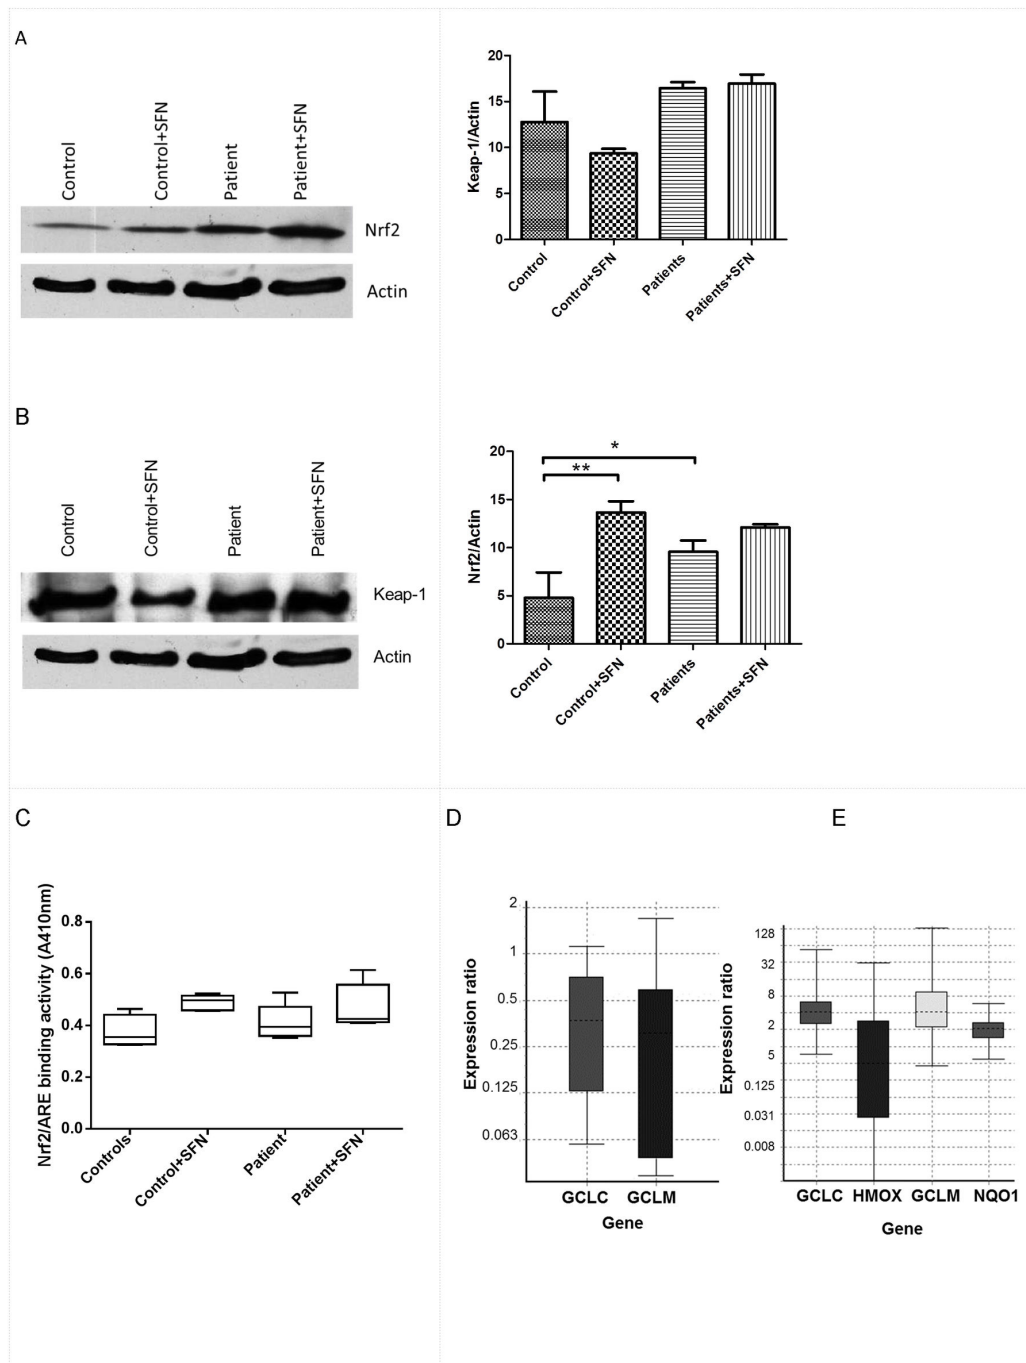 A
Control
Control+SFN
Patient
Patient+SFN
Nrf2
Actin
20
15
10
5
0
Keap-1/Actin
Control
Control+SFN
Patients
Patients+SFN
B
Control
Control+SFN
Patient
Patient+SFN
Keap-1
Actin
*
**
20
15
10
5
0
Nrf2/Actin
Control
Control+SFN
Patients
Patients+SFN
C
Nrf2/ARE binding activity (A410nm)
0.8
0.6
0.4
0.2
0.0
Controls
Control+SFN
Patient
Patient+SFN
D
Expression ratio
2
1
0.5
0.25
0.125
0.063
GCLC GCLM
Gene
E
Expression ratio
128
32
8
2
5
0.125
0.031
0.008
GCLC HMOX GCLM NQO1
Gene